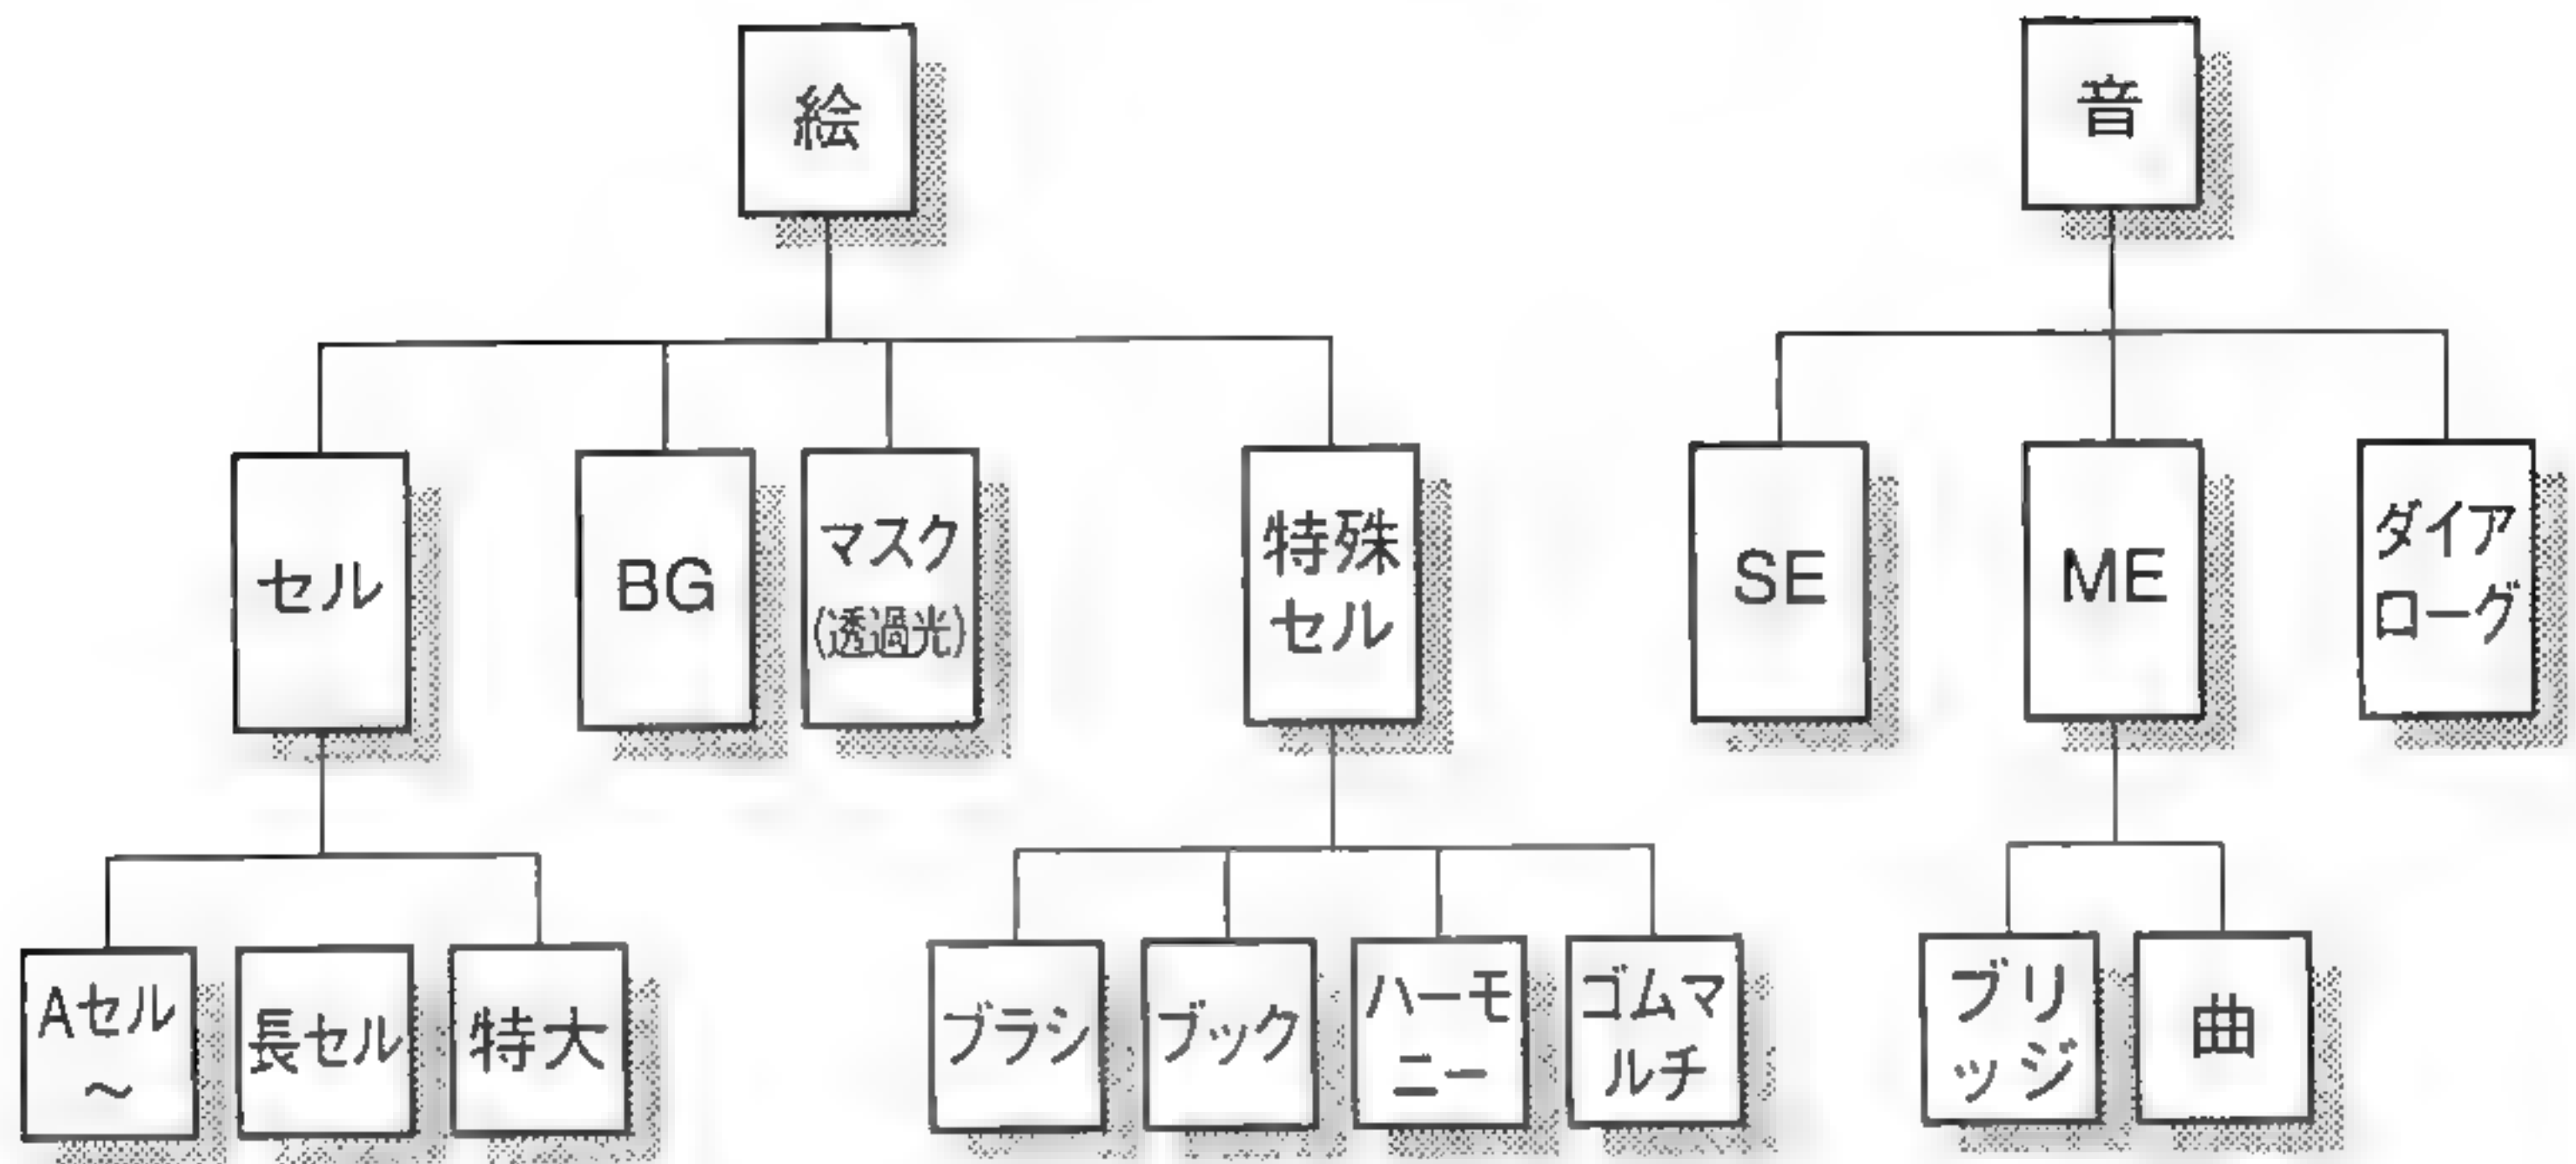 絵
音
セル
BG
マスク
(透過光)
特殊
セル
SE
ME
ダイア
ローグ
Aセル
～
長セル
特大
ブラシ
ブック
ハーモ
ニー
ゴムマ
ルチ
ブリ
ッジ
曲